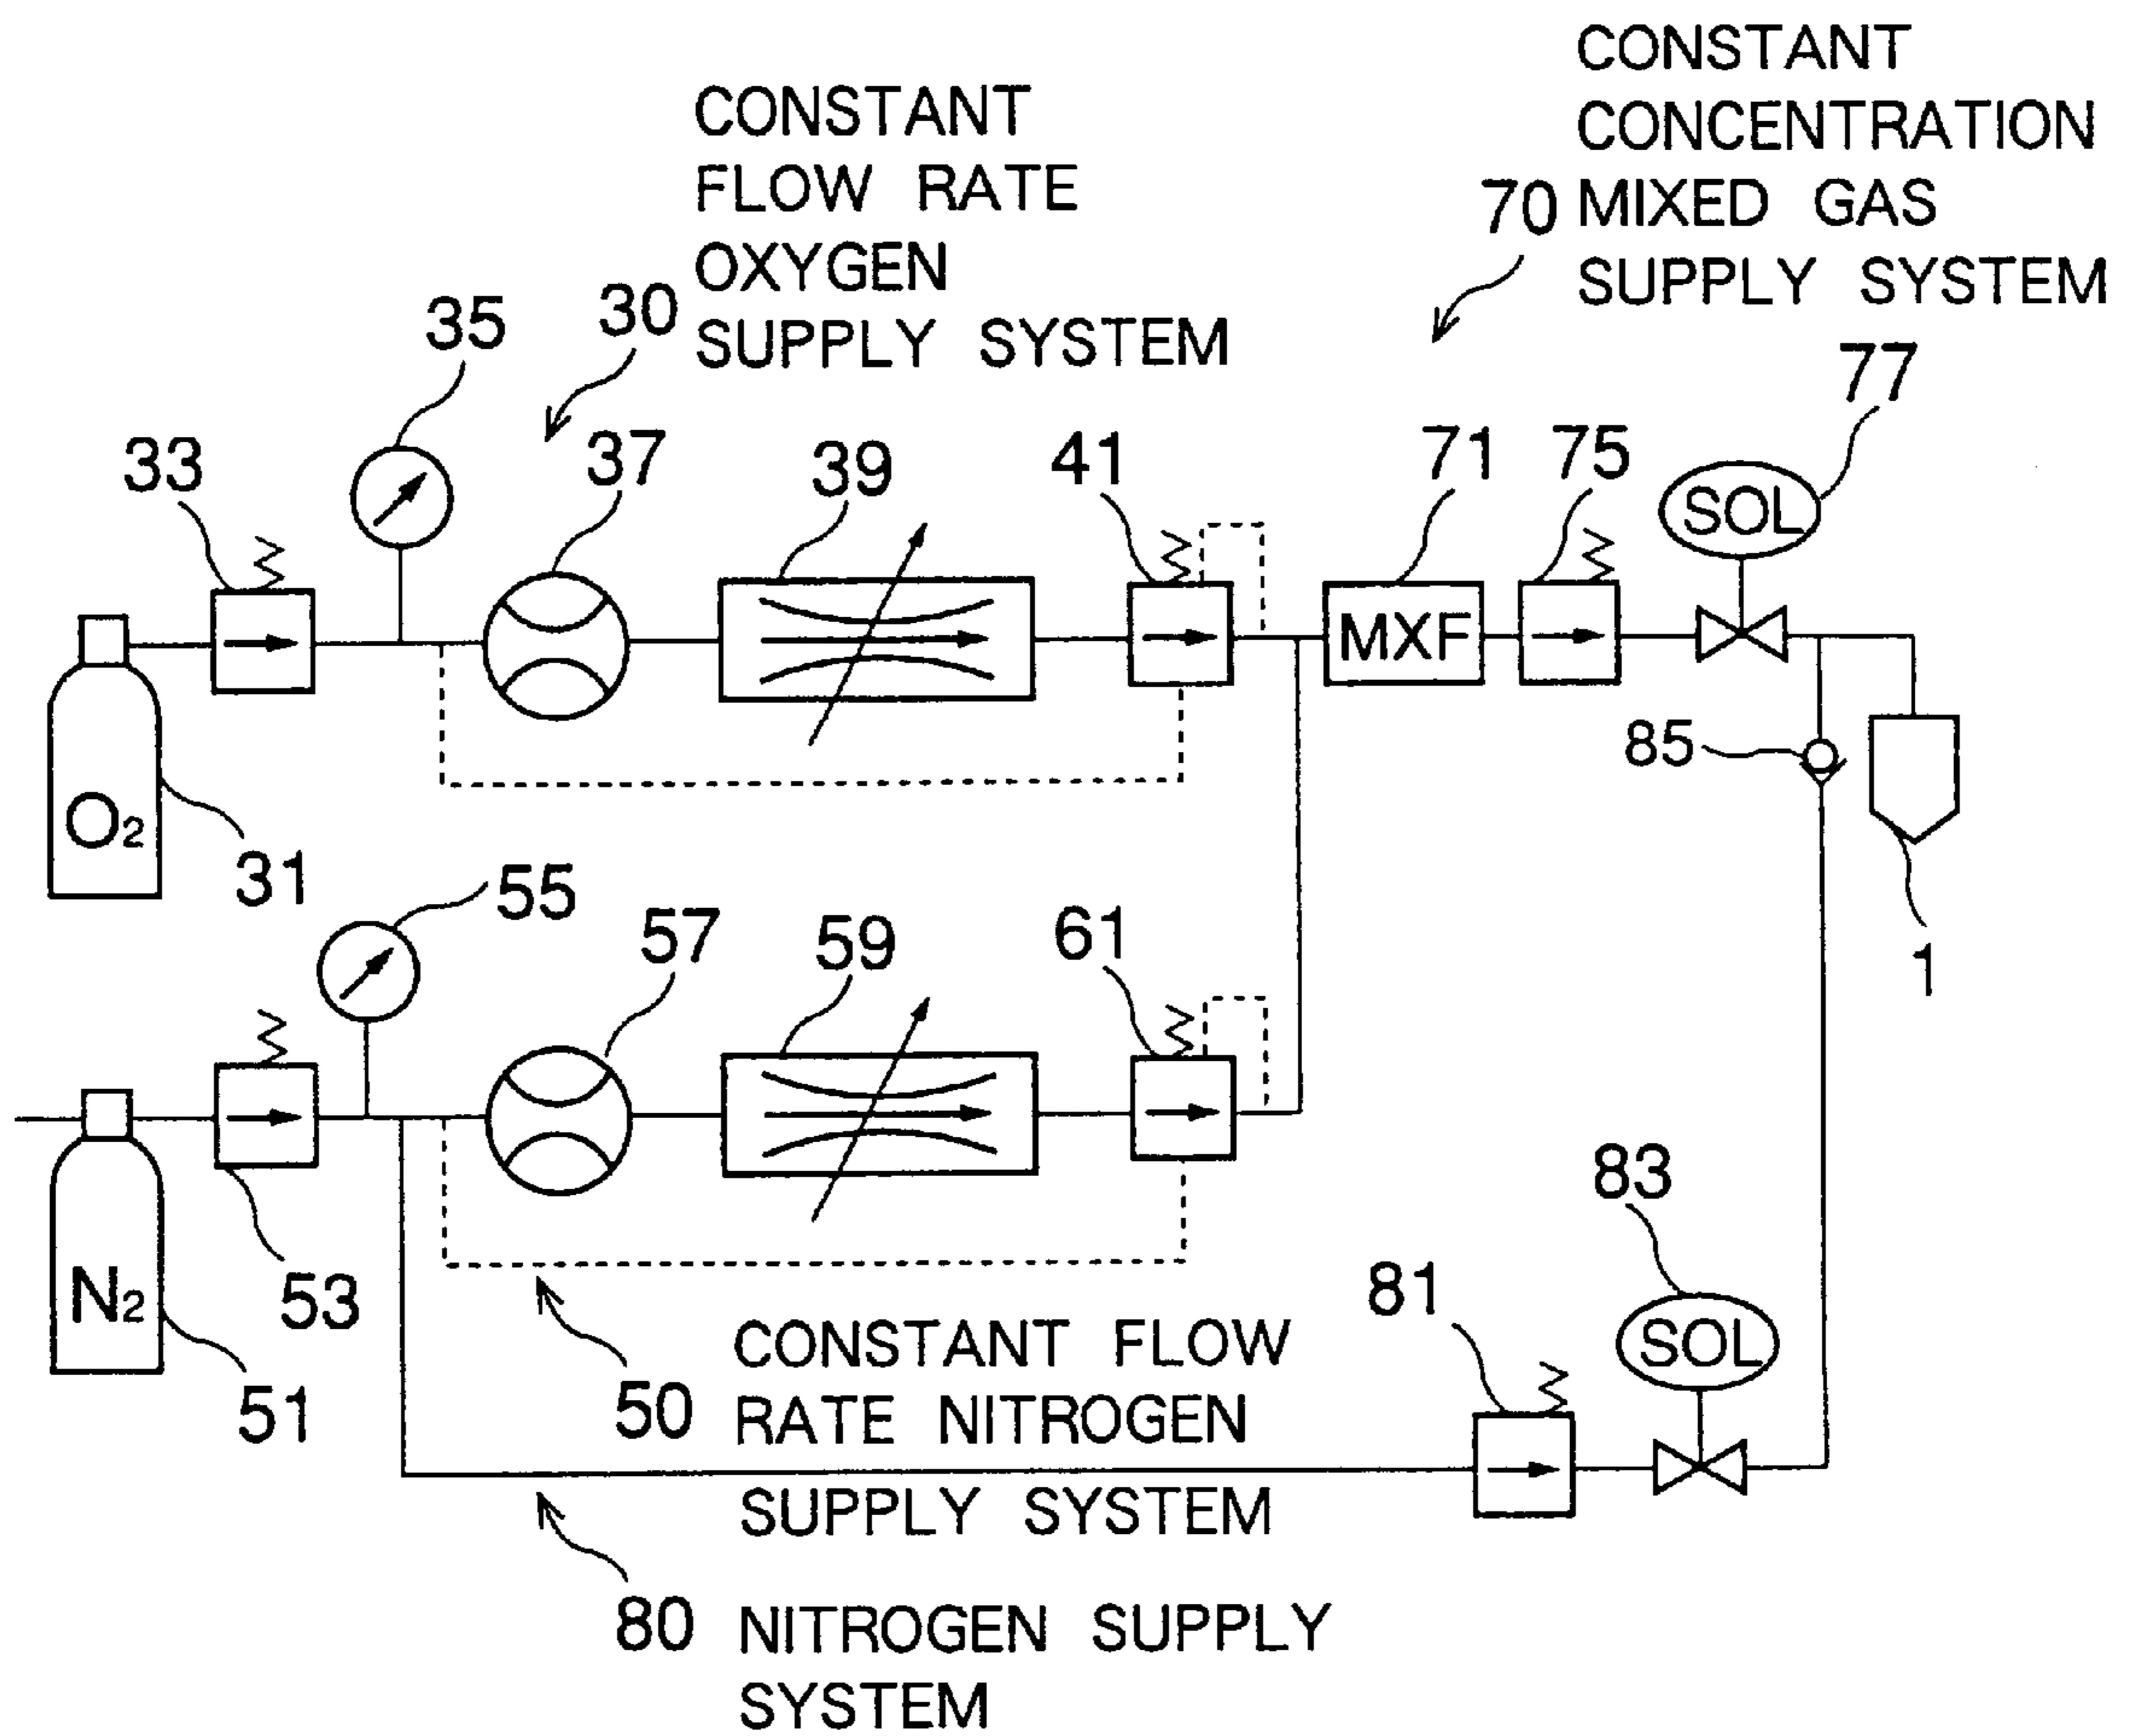 CONSTANT
CONCENTRATION
70 MIXED GAS
SUPPLY SYSTEM
CONSTANT
FLOW RATE
OXYGEN
30 SUPPLY SYSTEM
35
77
33
37
39
41
71
75
SOL
MXF
85
O2
31
1
55
57
59
61
N2
53
51
83
81
SOL
50 CONSTANT FLOW
RATE NITROGEN
SUPPLY SYSTEM
80 NITROGEN SUPPLY
SYSTEM